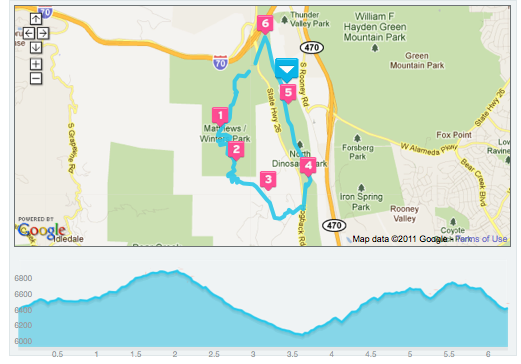 70
6
Thunder
Valley Park
William F
Hayden Green
Mountain Park
470
Green
Mountain Park
70
S Rooney Rd
5
State Hwy 26
State Hwy 26
1
Matthews /
Winter Park
2
S Grapevine Rd
North
Dinosaur Park
Forsberg
Park
Fox Point
W Alameda Pkwy
Bear Creek Blvd
Ravine
3
4
Iron Spring
Park
Rooney
Valley
470
Coyote
Park
POWERED BY
Google
Idledale
Map data ©2011 Google - Terms of Use
6800
6600
6400
6200
6000
0.5 1 1.5 2 2.5 3 3.5 4 4.5 5 5.5 6